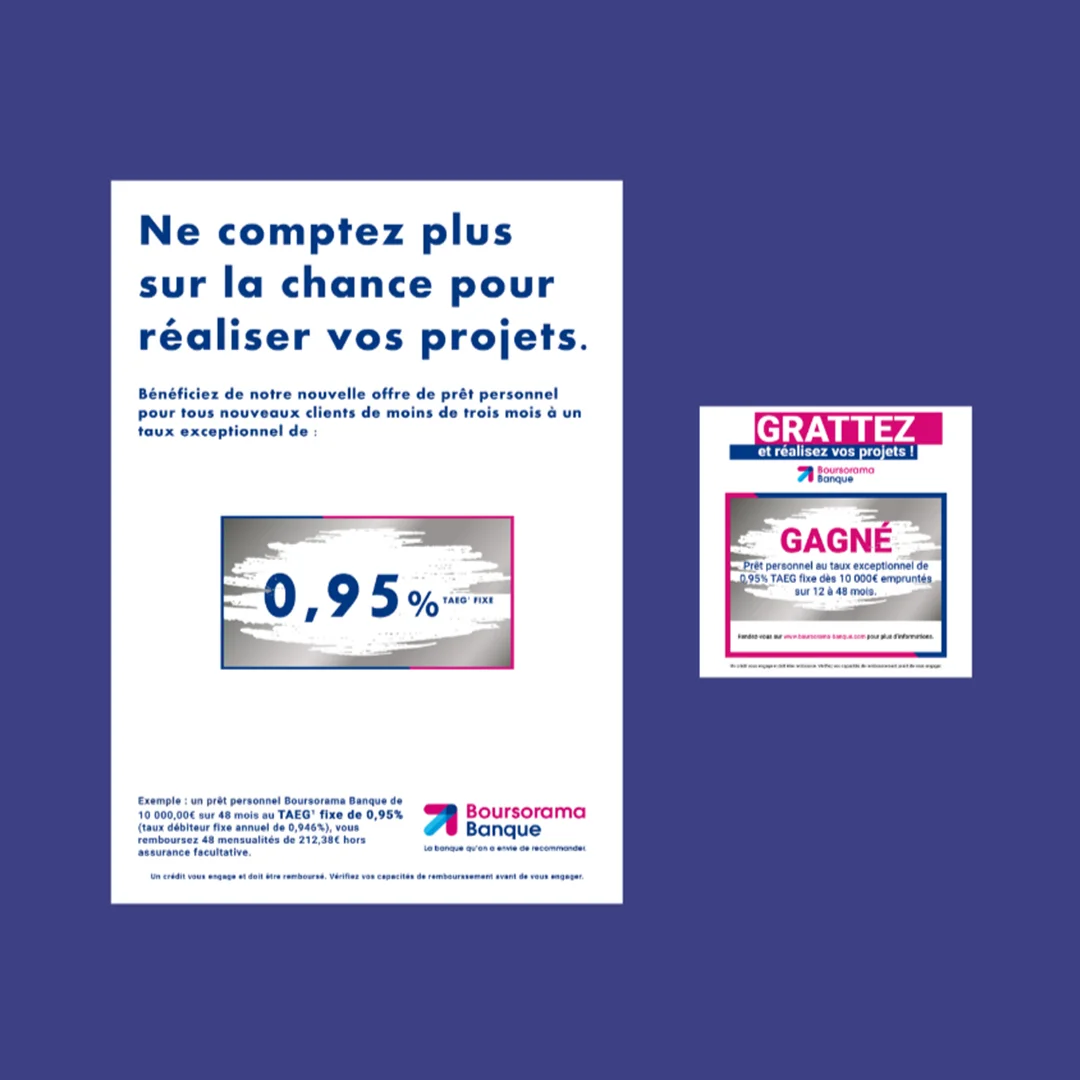 Ne comptez plus
sur la chance pour
réaliser vos projets.
Bénéficiez de notre nouvelle offre de prêt personnel
pour tous nouveaux clients de moins de trois mois à un
taux exceptionnel de :
0,95% TAEG¹ FIXE
Exemple : un prêt personnel Boursorama Banque de
10 000,00€ sur 48 mois au TAEG¹ fixe de 0,95%
(taux débiteur fixe annuel de 0,946%), vous
remboursez 48 mensualités de 212,38€ hors
assurance facultative.
Boursorama
Banque
La banque qu'on a envie de recommander
Un crédit vous engage et doit être remboursé. Vérifiez vos capacités de remboursement avant de vous engager.
GRATTEZ
et réalisez vos projets !
Boursorama
Banque
GAGNÉ
Prêt personnel au taux exceptionnel de
0,95% TAEG fixe dès 10 000€ empruntés
sur 12 à 48 mois.
Rendez-vous sur www.boursorama-banque.com pour plus d'informations.
Un crédit vous engage et doit être remboursé. Vérifiez vos capacités de remboursement avant de vous engager.